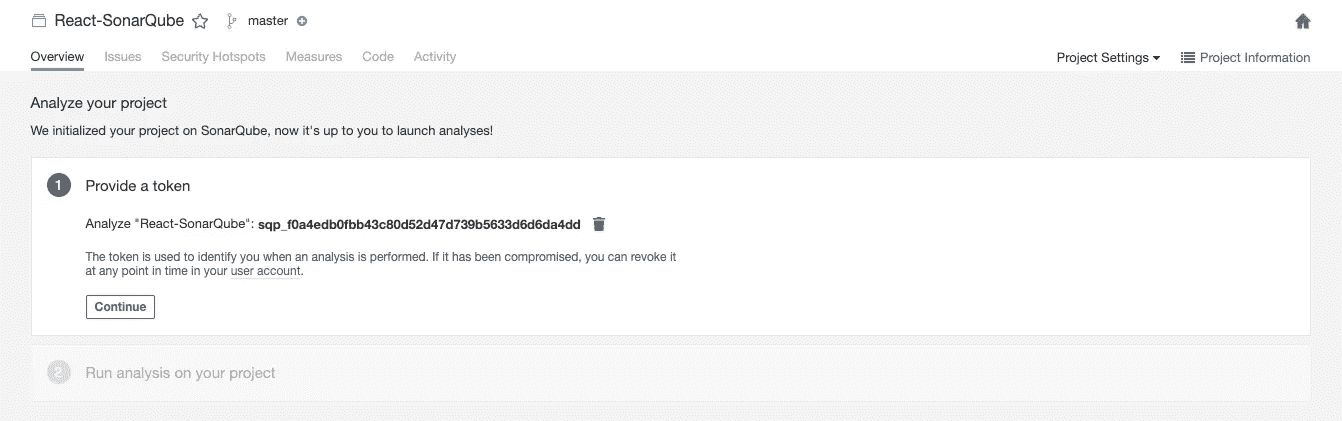 React-SonarQube master
Overview Issues Security Hotspots Measures Code Activity Project Settings Project Information
Analyze your project
We initialized your project on SonarQube, now it's up to you to launch analyses!
1 Provide a token
Analyze "React-SonarQube": sqp_f0a4edb0fbb43c80d52d47d739b5633d6d6da4dd
The token is used to identify you when an analysis is performed. If it has been compromised, you can revoke it
at any point in time in your user account.
Continue
2 Run analysis on your project